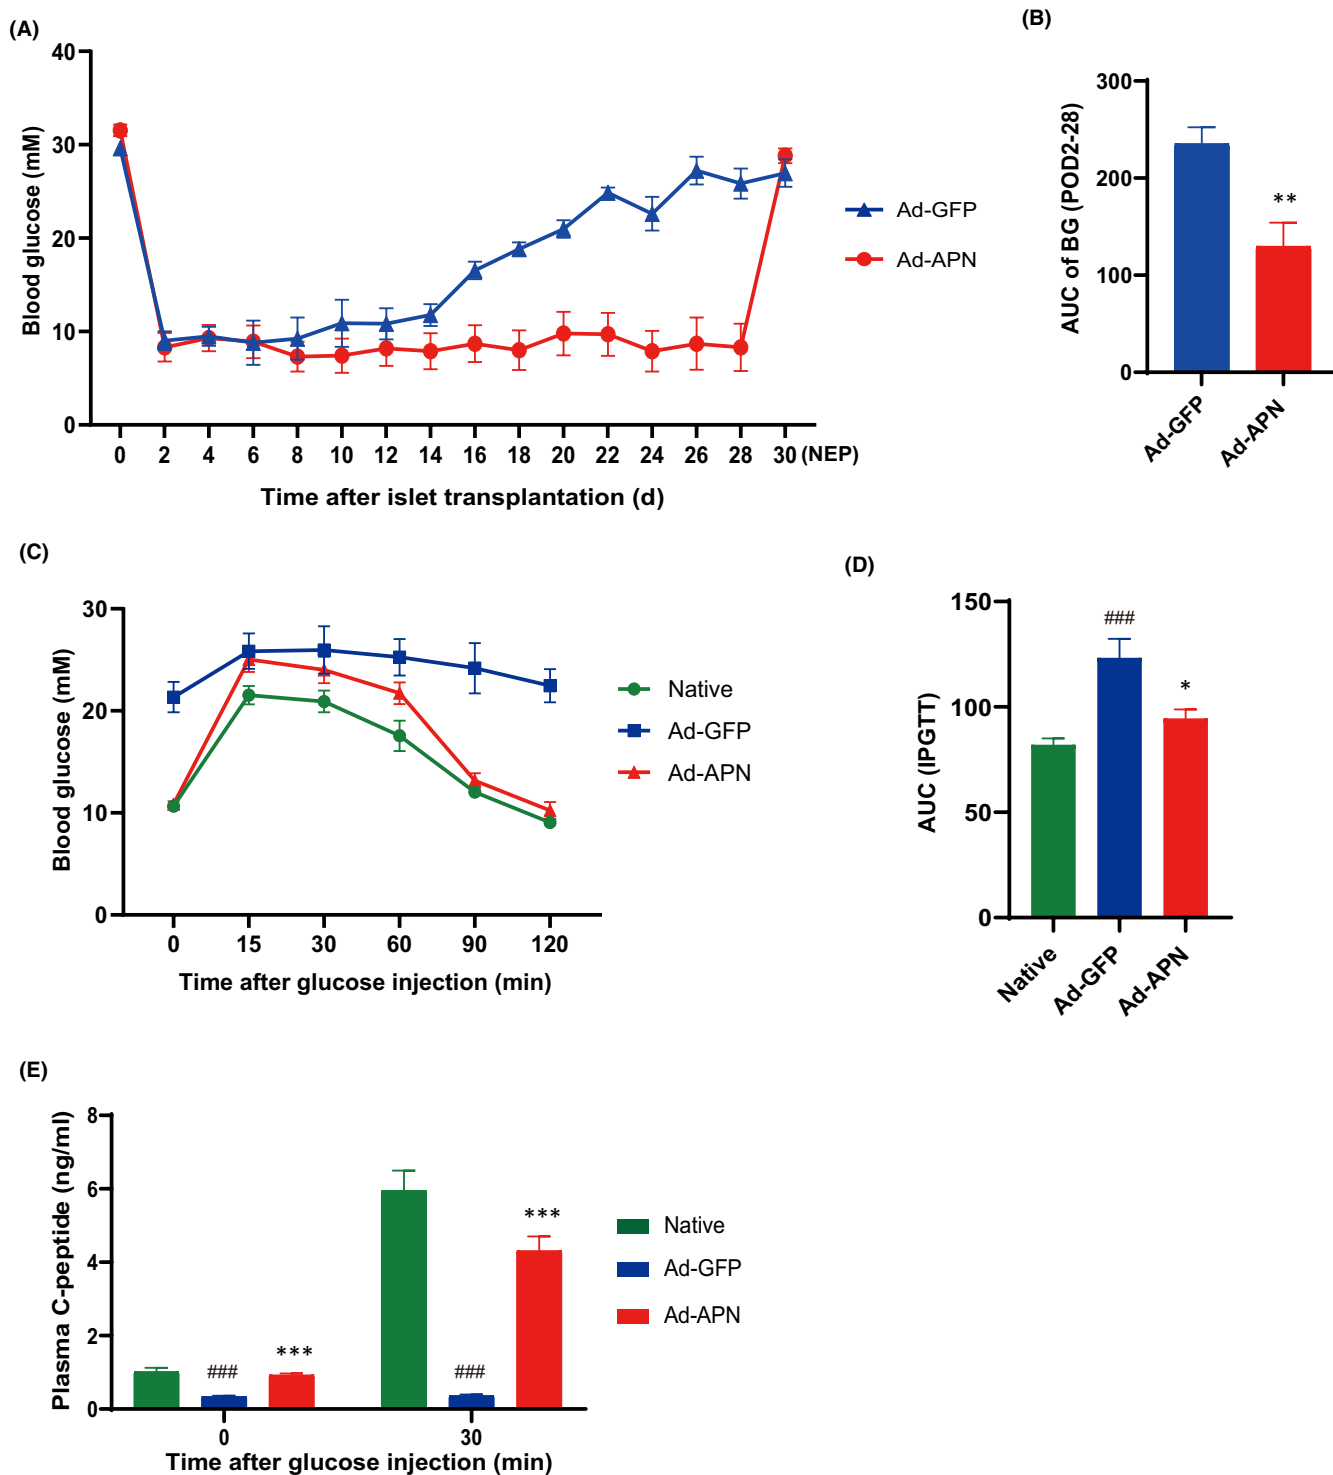 (A)
40
30
20
10
0
Blood glucose (mM)
0 2 4 6 8 10 12 14 16 18 20 22 24 26 28 30 (NEP)
Time after islet transplantation (d)
Ad-GFP
Ad-APN
(B)
300
200
100
0
AUC of BG (POD2-28)
**
Ad-GFP
Ad-APN
(C)
30
20
10
0
Blood glucose (mM)
0 15 30 60 90 120
Time after glucose injection (min)
Native
Ad-GFP
Ad-APN
(D)
150
100
50
0
AUC (IPGTT)
###
*
Native
Ad-GFP
Ad-APN
(E)
8
6
4
2
0
Plasma C-peptide (ng/ml)
###
***
###
***
0 30
Time after glucose injection (min)
Native
Ad-GFP
Ad-APN